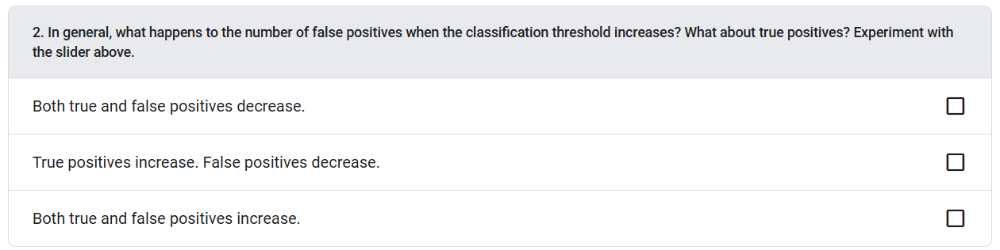 2. In general, what happens to the number of false positives when the classification threshold increases? What about true positives? Experiment with
the slider above.
Both true and false positives decrease.
True positives increase. False positives decrease.
Both true and false positives increase.